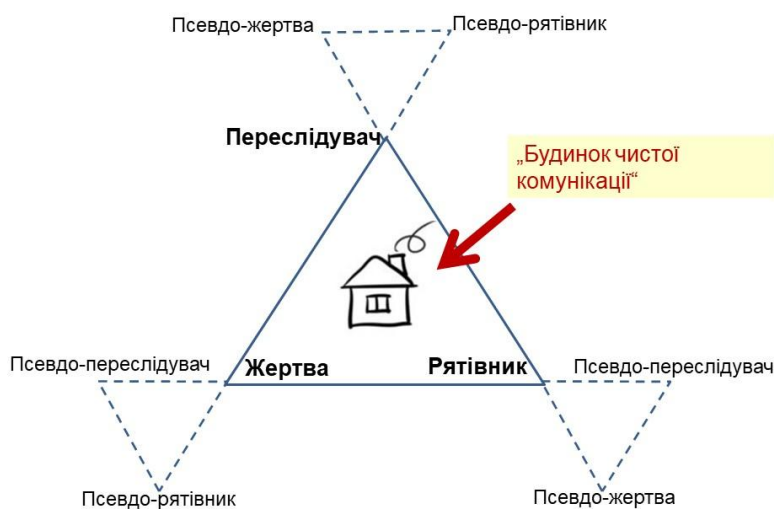 Псевдо-жертва
Псевдо-рятівник
Переслідувач
„Будинок чистої
комунікації“
Псевдо-переслідувач
Жертва
Рятівник
Псевдо-переслідувач
Псевдо-рятівник
Псевдо-жертва